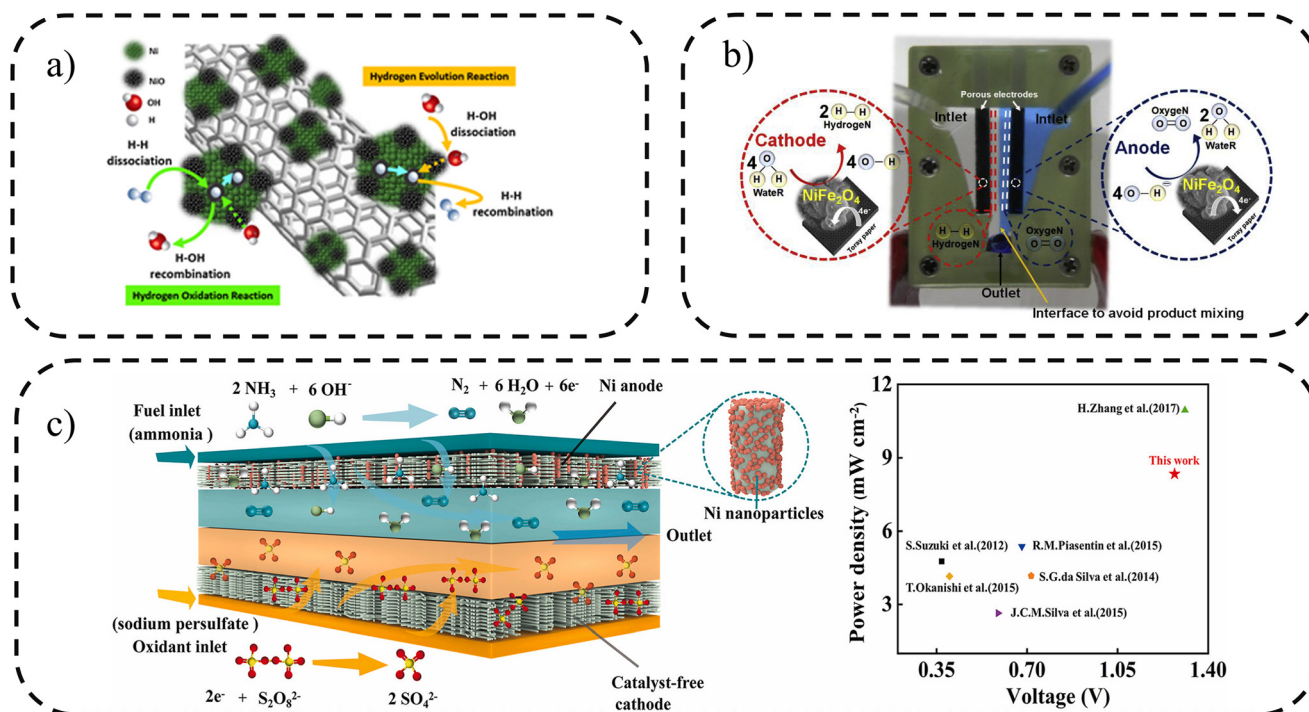 a)
Ni
NiO
OH
H
Hydrogen Evolution Reaction
H-OH
dissociation
H-H
dissociation
H-H
recombination
H-OH
recombination
Hydrogen Oxidation Reaction
b)
Porous electrodes
Intlet
Intlet
2 H H
HydrogeN
Cathode
4 O H H
WateR
4 O H ⊖
NiFe₂O₄
4e⁻
Toray paper
OxygeN
O O
2 O H H
WateR
Anode
4 O H ⊖
NiFe₂O₄
4e⁻
Toray paper
H H
HydrogeN
OxygeN
O O
Outlet
Interface to avoid product mixing
c)
2 NH₃ + 6 OH⁻
N₂ + 6 H₂O + 6e⁻
Ni anode
Fuel inlet
(ammonia )
Ni nanoparticles
Outlet
(sodium persulfate )
Oxidant inlet
2e⁻ + S₂O₈²⁻
2 SO₄²⁻
Catalyst-free
cathode
Power density (mW cm⁻²)
12
9
6
3
H.Zhang et al.(2017)
This work
S.Suzuki et al.(2012)
R.M.Piasentin et al.(2015)
T.Okanishi et al.(2015)
S.G.da Silva et al.(2014)
J.C.M.Silva et al.(2015)
0.35 0.70 1.05 1.40
Voltage (V)